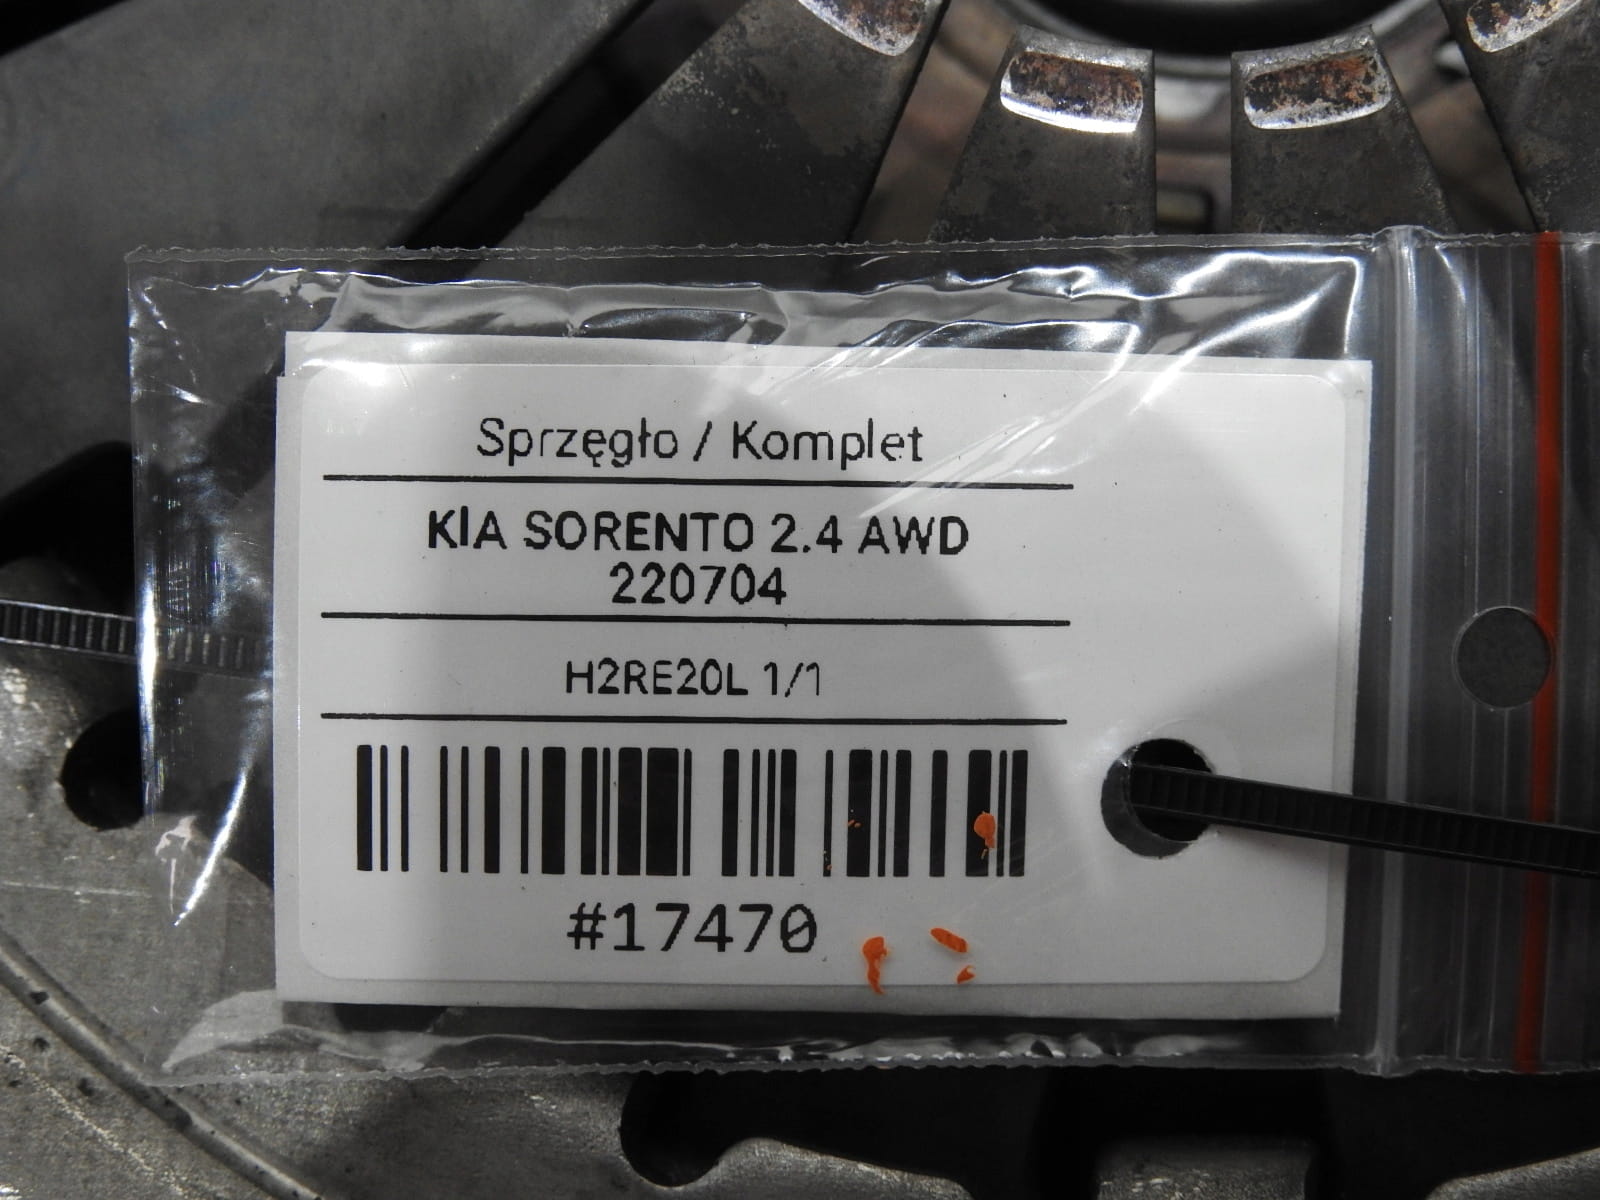 Sprzęgło / Komplet
KIA SORENTO 2.4 AWD
220704
H2RE20L 1/1
#17470